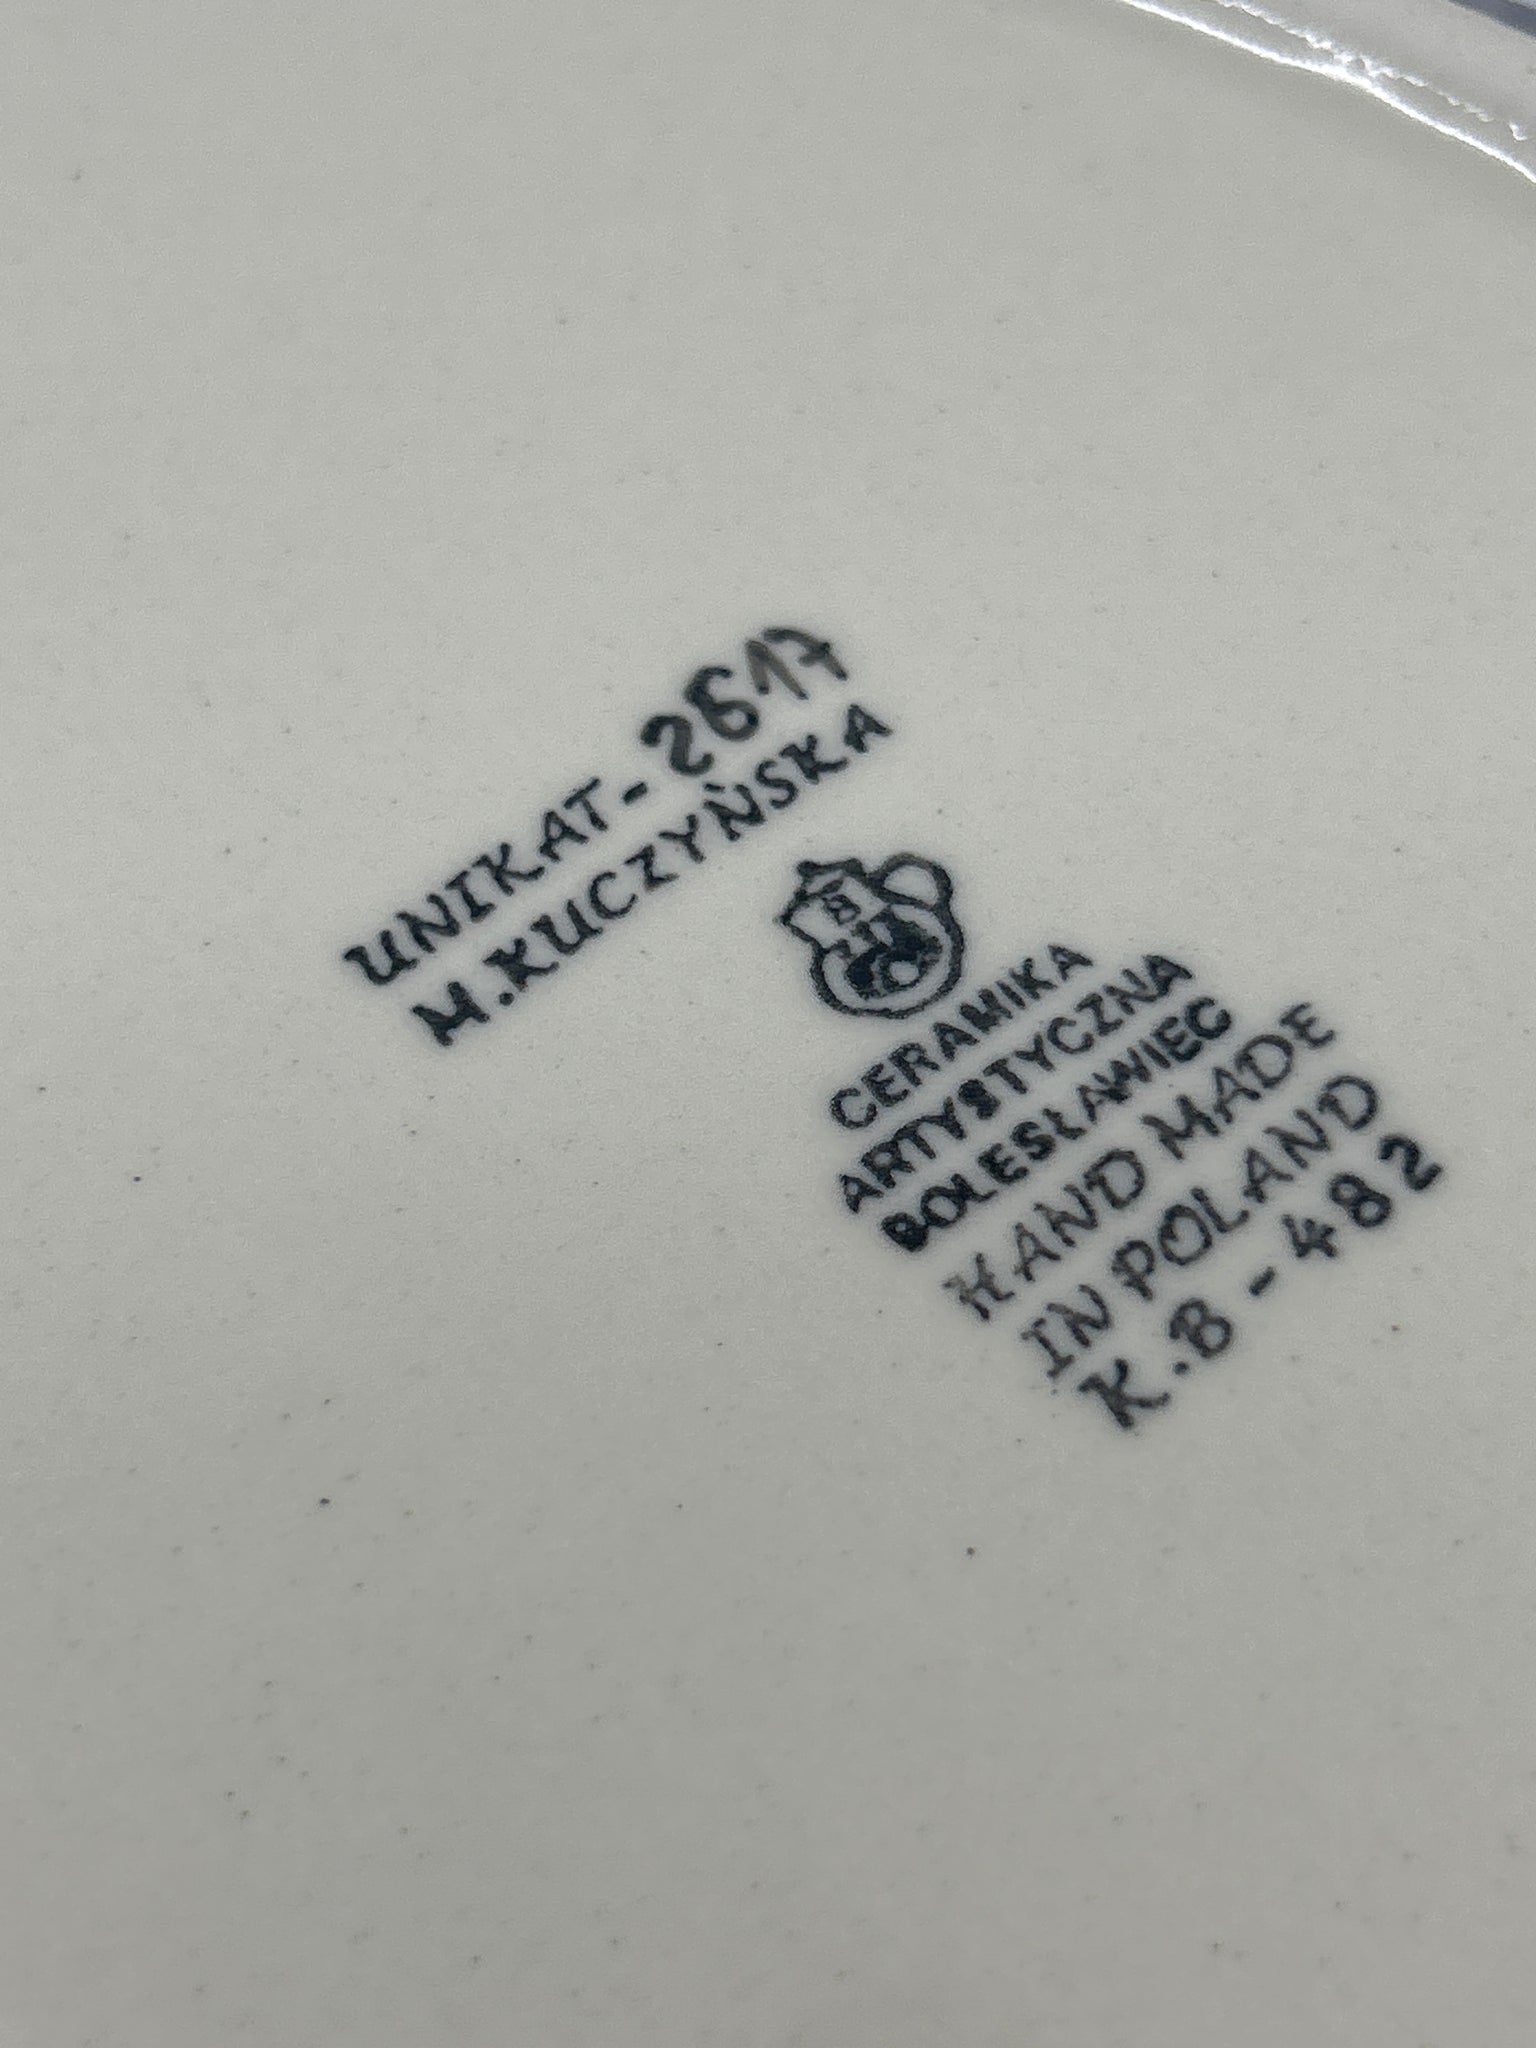 UNIKAT-2617
M.KUCZYŃSKA
B
CERAMIKA
ARTYSTYCZNA
BOLESŁAWIEC
HAND MADE
IN POLAND
K.B-482